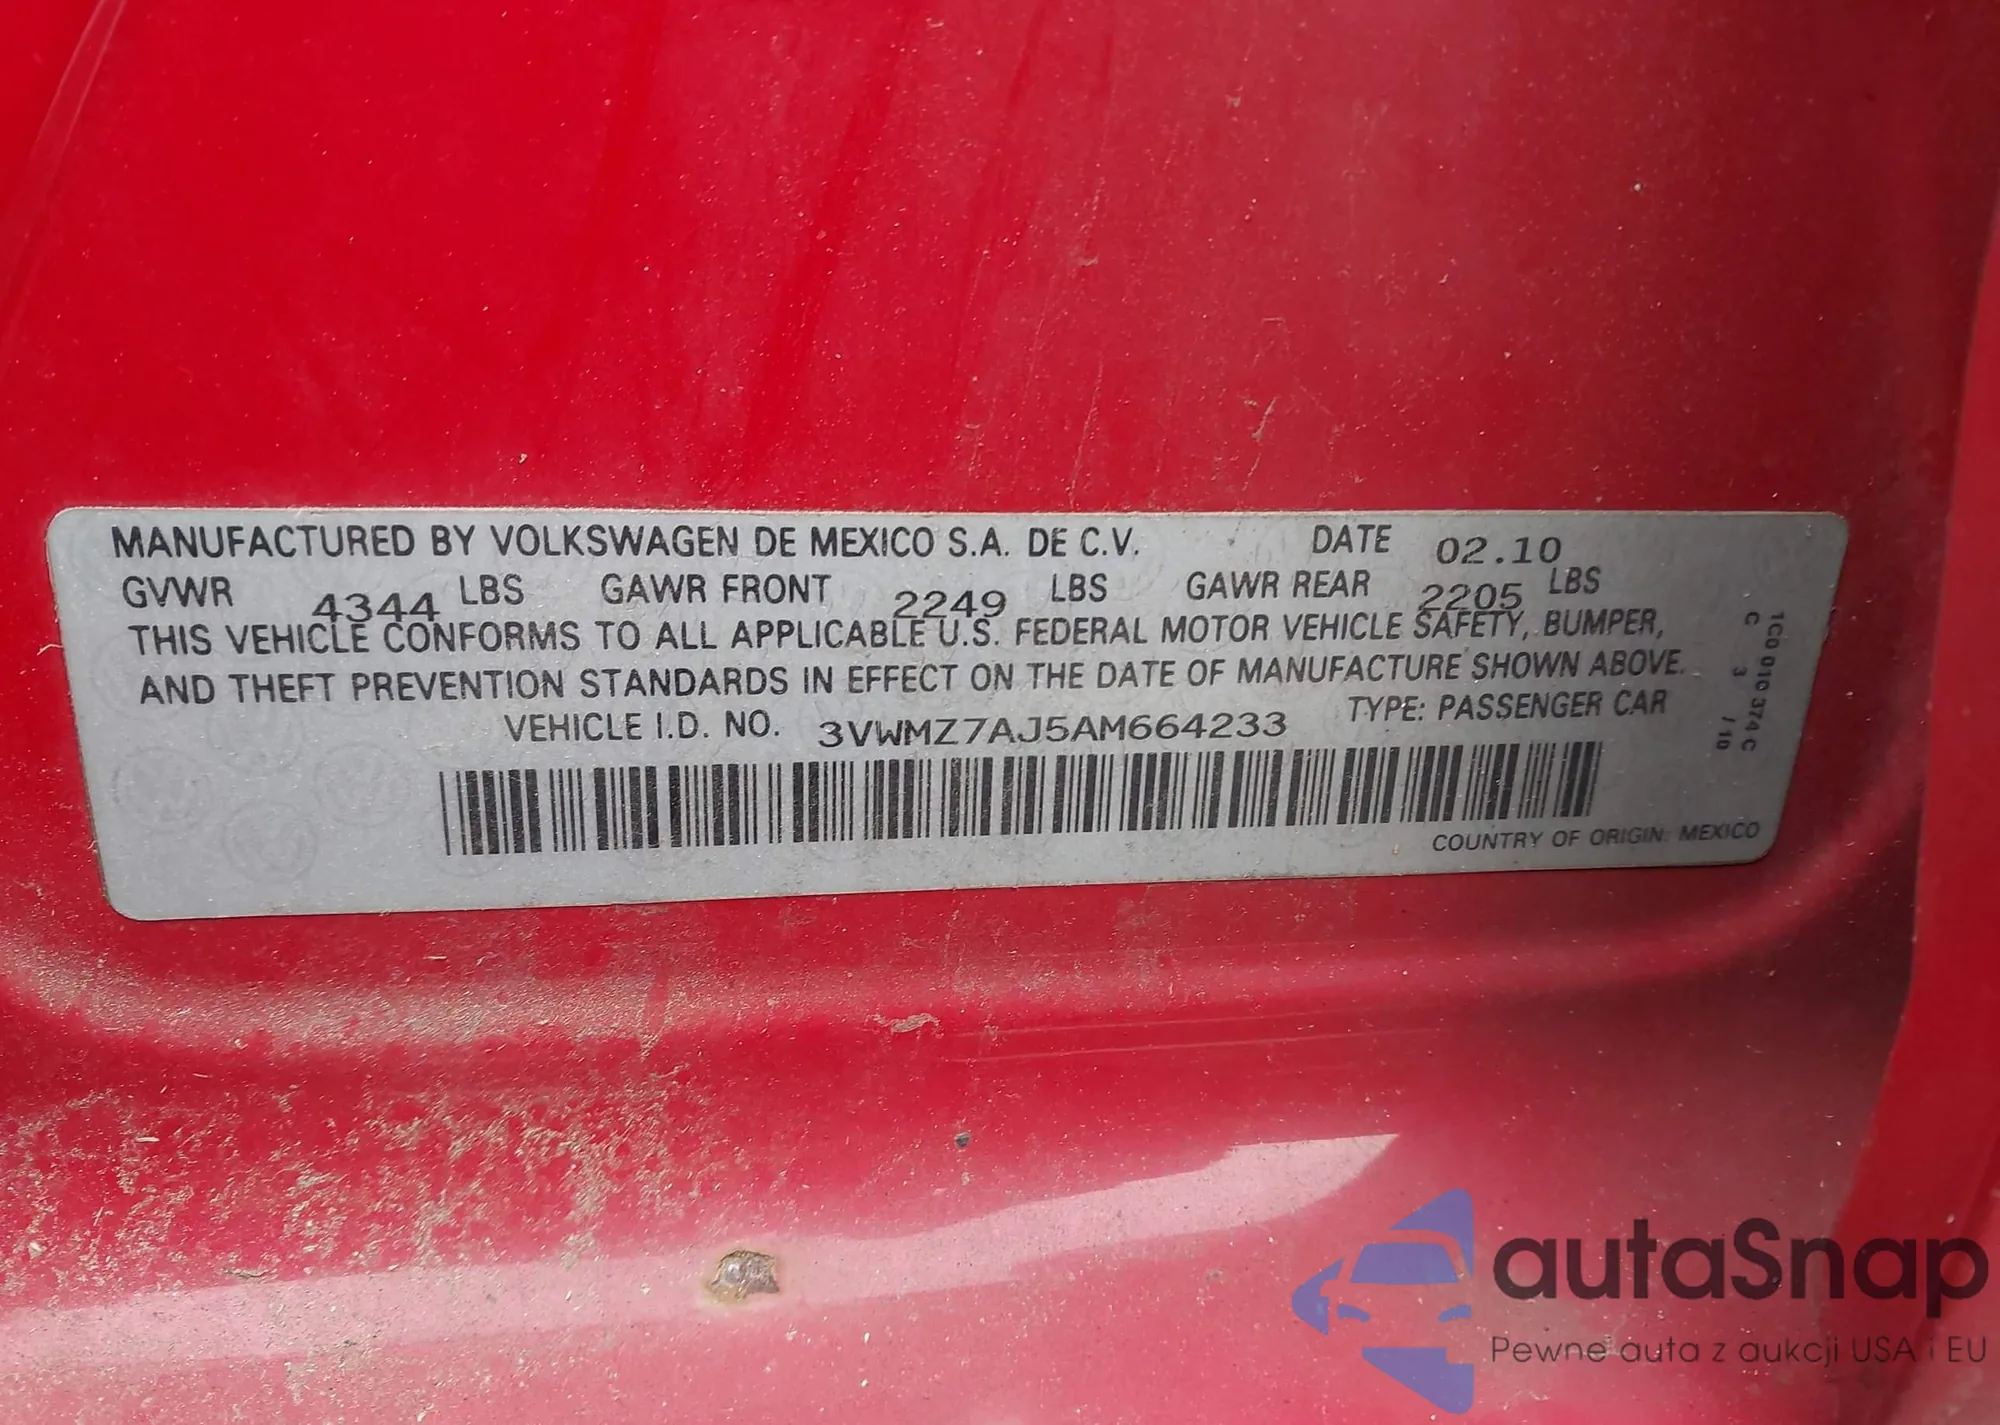 MANUFACTURED BY VOLKSWAGEN DE MEXICO S.A. DE C.V. DATE 02.10
GVWR 4344 LBS GAWR FRONT 2249 LBS GAWR REAR 2205 LBS
THIS VEHICLE CONFORMS TO ALL APPLICABLE U.S. FEDERAL MOTOR VEHICLE SAFETY, BUMPER,
AND THEFT PREVENTION STANDARDS IN EFFECT ON THE DATE OF MANUFACTURE SHOWN ABOVE.
VEHICLE I.D. NO. 3VWMZ7AJ5AM664233 TYPE: PASSENGER CAR
COUNTRY OF ORIGIN: MEXICO
1C0 010 374 C
C 3 / 10
autaSnap
Pewne auta z aukcji USA i EU